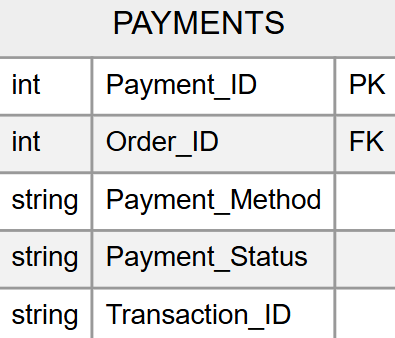 PAYMENTS
int Payment_ID PK
int Order_ID FK
string Payment_Method
string Payment_Status
string Transaction_ID